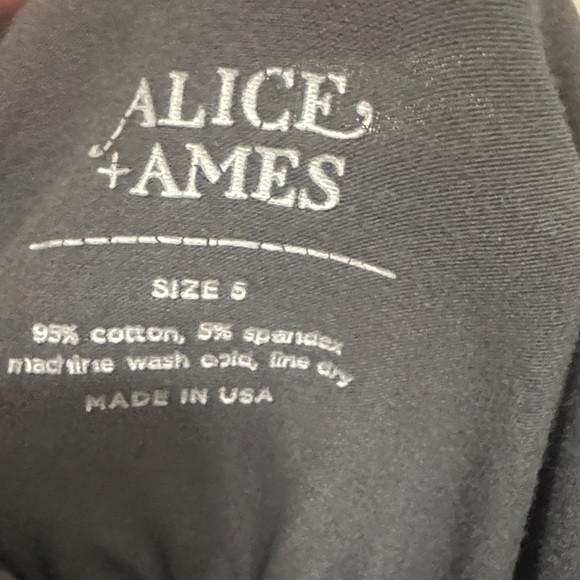 ALICE
+AMES
SIZE 5
95% cotton, 5% spandex
machine wash cold, line dry
MADE IN USA